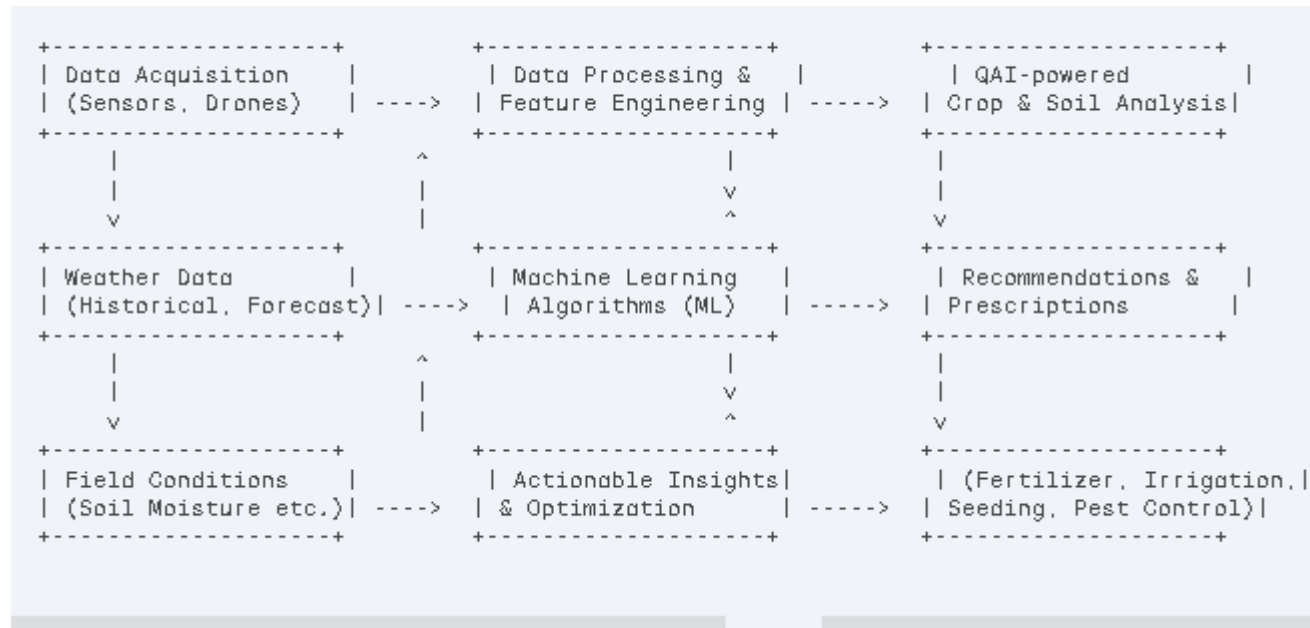 +---------------------+ +---------------------+ +---------------------+
| Data Acquisition | | Data Processing & | | QAI-powered |
| (Sensors, Drones) | ----> | Feature Engineering | -----> | Crop & Soil Analysis|
+---------------------+ +---------------------+ +---------------------+
| ^ | |
| | v |
v | ^ v
+---------------------+ +---------------------+ +---------------------+
| Weather Data | | Machine Learning | | Recommendations & |
| (Historical, Forecast)| ----> | Algorithms (ML) | -----> | Prescriptions |
+---------------------+ +---------------------+ +---------------------+
| ^ | |
| | v |
v | ^ v
+---------------------+ +---------------------+ +---------------------+
| Field Conditions | | Actionable Insights| | (Fertilizer, Irrigation,|
| (Soil Moisture etc.)| ----> | & Optimization | -----> | Seeding, Pest Control)|
+---------------------+ +---------------------+ +---------------------+